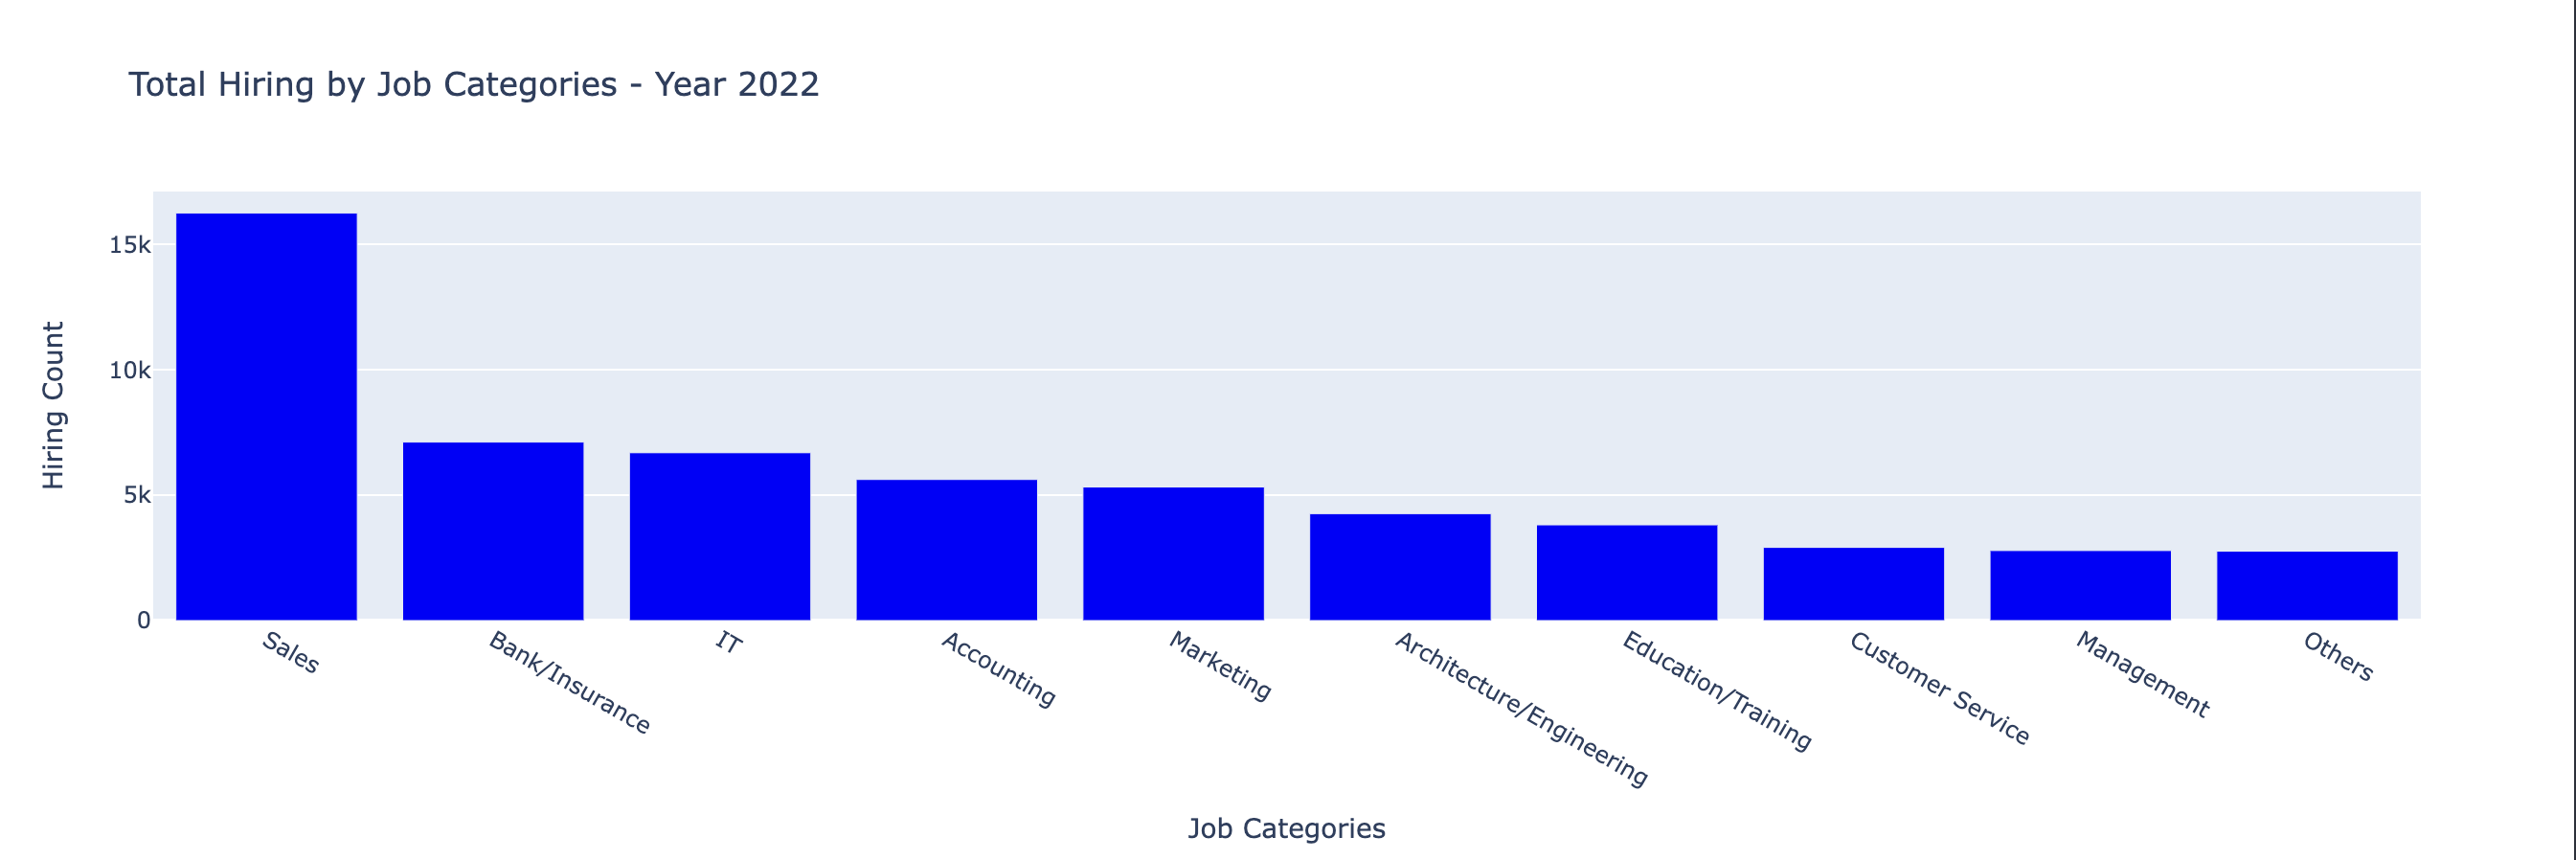 Total Hiring by Job Categories - Year 2022
Hiring Count
15k
10k
5k
0
Sales
Bank/Insurance
IT
Accounting
Marketing
Architecture/Engineering
Education/Training
Customer Service
Management
Others
Job Categories